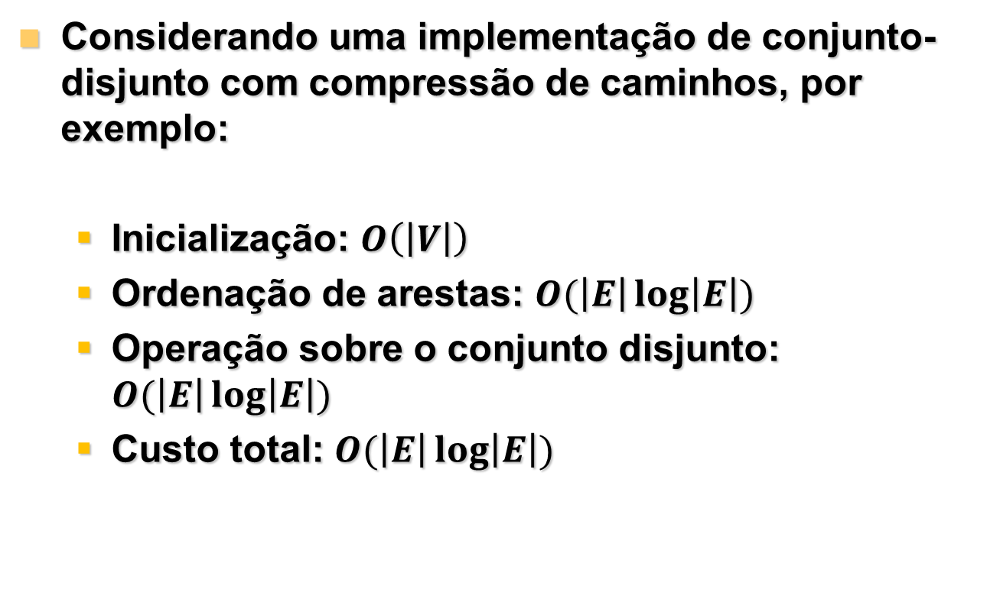 Considerando uma implementação de conjunto-
disjunto com compressão de caminhos, por
exemplo:
Inicialização: O(|V|)
Ordenação de arestas: O(|E| log|E|)
Operação sobre o conjunto disjunto:
O(|E| log|E|)
Custo total: O(|E| log|E|)